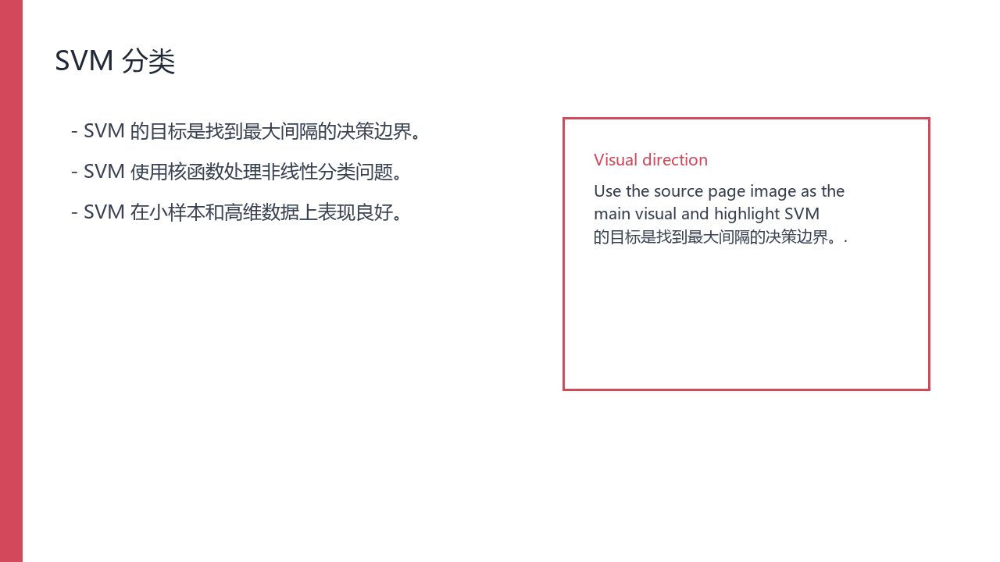 SVM 分类
- SVM 的目标是找到最大间隔的决策边界。
- SVM 使用核函数处理非线性分类问题。
- SVM 在小样本和高维数据上表现良好。
Visual direction
Use the source page image as the
main visual and highlight SVM
的目标是找到最大间隔的决策边界。.